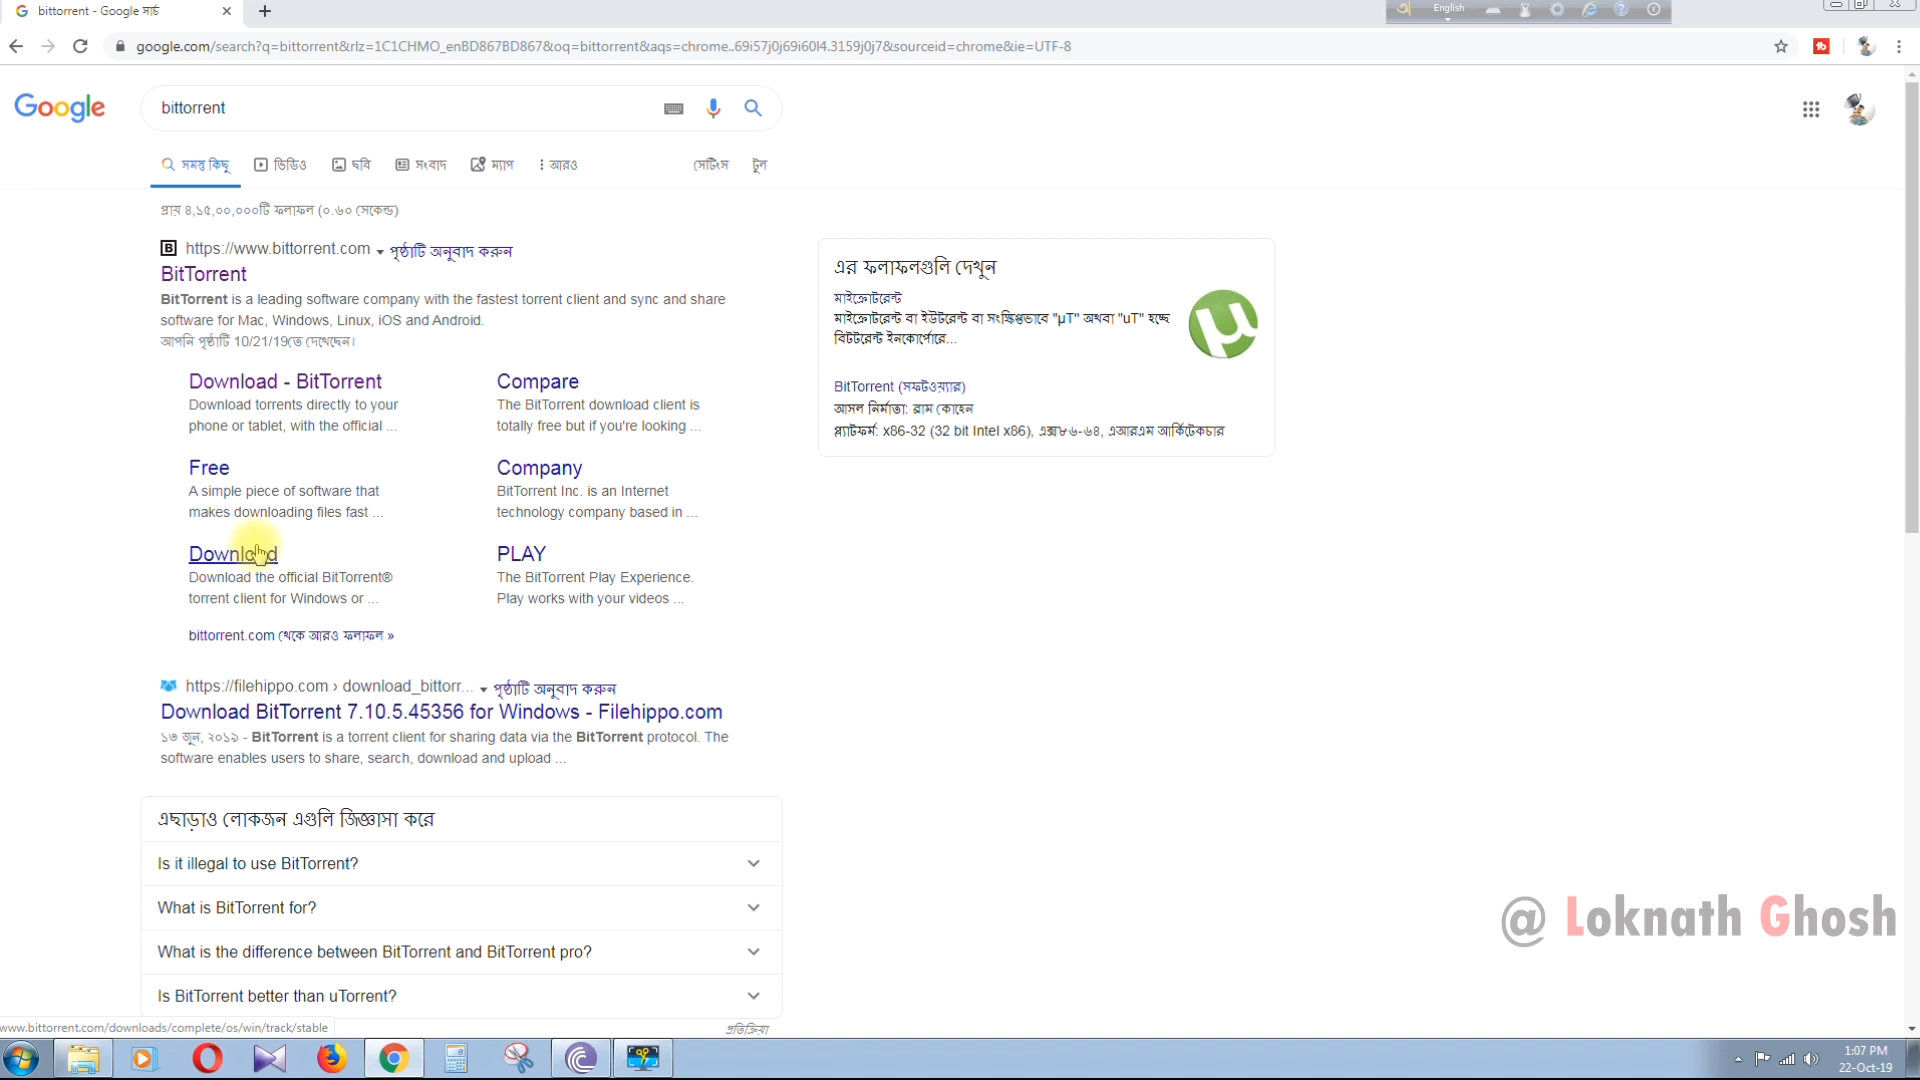 bittorrent - Google সার্চ
English
google.com/search?q=bittorrent&rlz=1C1CHMO_enBD867BD867&oq=bittorrent&aqs=chrome..69i57j0j69i60l4.3159j0j7&sourceid=chrome&ie=UTF-8
Google
bittorrent
সমস্ত কিছু ভিডিও ছবি সংবাদ ম্যাপ আরও সেটিংস টুল
প্রায় ৪,১৫,০০,০০০টি ফলাফল (০.৬০ সেকেন্ড)
https://www.bittorrent.com পৃষ্ঠাটি অনুবাদ করুন
BitTorrent
BitTorrent is a leading software company with the fastest torrent client and sync and share
software for Mac, Windows, Linux, iOS and Android.
আপনি পৃষ্ঠাটি 10/21/19তে দেখেছেন।
Download - BitTorrent
Download torrents directly to your
phone or tablet, with the official ...
Compare
The BitTorrent download client is
totally free but if you're looking ...
Free
A simple piece of software that
makes downloading files fast ...
Company
BitTorrent Inc. is an Internet
technology company based in ...
Download
Download the official BitTorrent®
torrent client for Windows or ...
PLAY
The BitTorrent Play Experience.
Play works with your videos ...
bittorrent.com থেকে আরও ফলাফল »
https://filehippo.com › download_bittorr... পৃষ্ঠাটি অনুবাদ করুন
Download BitTorrent 7.10.5.45356 for Windows - Filehippo.com
১৩ জুন, ২০১৯ - BitTorrent is a torrent client for sharing data via the BitTorrent protocol. The
software enables users to share, search, download and upload ...
এছাড়াও লোকজন এগুলি জিজ্ঞাসা করে
Is it illegal to use BitTorrent?
What is BitTorrent for?
What is the difference between BitTorrent and BitTorrent pro?
Is BitTorrent better than uTorrent?
প্রতিক্রিয়া
এর ফলাফলগুলি দেখুন
মাইক্রোটরেন্ট
মাইক্রোটরেন্ট বা ইউটরেন্ট বা সংক্ষিপ্তভাবে "µT" অথবা "uT" হচ্ছে
বিটটরেন্ট ইনকোর্পোরে...
BitTorrent (সফটওয়্যার)
আসল নির্মাতা: ব্রাম কোহেন
প্ল্যাটফর্ম: x86-32 (32 bit Intel x86), এক্স৮৬-৬৪, এআরএম আর্কিটেকচার
@ Loknath Ghosh
www.bittorrent.com/downloads/complete/os/win/track/stable
1:07 PM
22-Oct-19